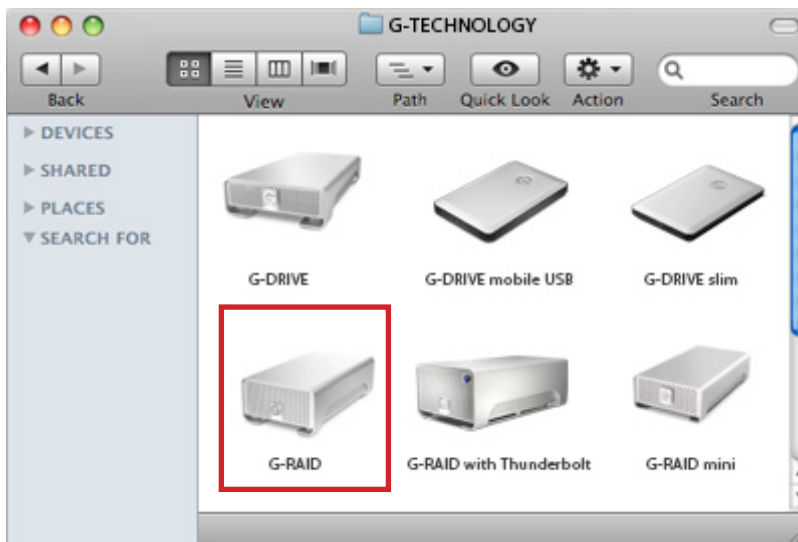 G-TECHNOLOGY
Back
View
Path
Quick Look
Action
Search
DEVICES
SHARED
PLACES
SEARCH FOR
G-DRIVE
G-DRIVE mobile USB
G-DRIVE slim
G-RAID
G-RAID with Thunderbolt
G-RAID mini